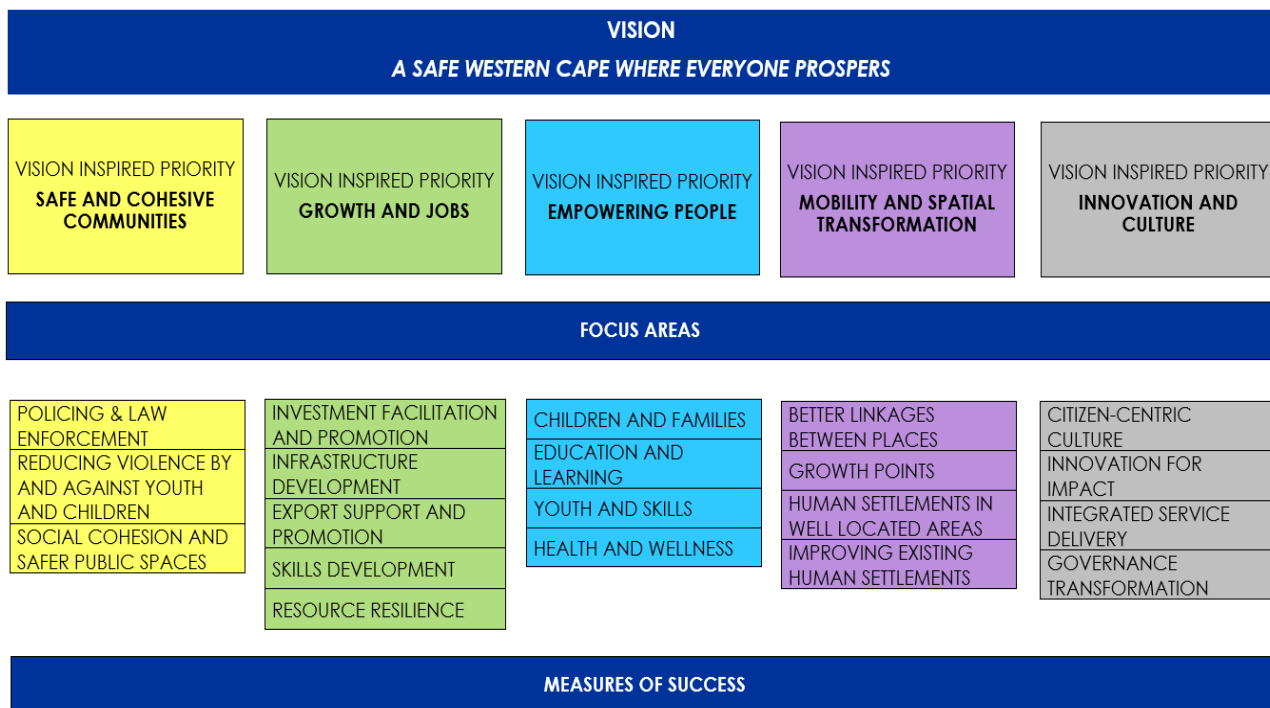 VISION
A SAFE WESTERN CAPE WHERE EVERYONE PROSPERS
VISION INSPIRED PRIORITY
SAFE AND COHESIVE
COMMUNITIES
VISION INSPIRED PRIORITY
GROWTH AND JOBS
VISION INSPIRED PRIORITY
EMPOWERING PEOPLE
VISION INSPIRED PRIORITY
MOBILITY AND SPATIAL
TRANSFORMATION
VISION INSPIRED PRIORITY
INNOVATION AND
CULTURE
FOCUS AREAS
POLICING & LAW
ENFORCEMENT
REDUCING VIOLENCE BY
AND AGAINST YOUTH
AND CHILDREN
SOCIAL COHESION AND
SAFER PUBLIC SPACES
INVESTMENT FACILITATION
AND PROMOTION
INFRASTRUCTURE
DEVELOPMENT
EXPORT SUPPORT AND
PROMOTION
SKILLS DEVELOPMENT
RESOURCE RESILIENCE
CHILDREN AND FAMILIES
EDUCATION AND
LEARNING
YOUTH AND SKILLS
HEALTH AND WELLNESS
BETTER LINKAGES
BETWEEN PLACES
GROWTH POINTS
HUMAN SETTLEMENTS IN
WELL LOCATED AREAS
IMPROVING EXISTING
HUMAN SETTLEMENTS
CITIZEN-CENTRIC
CULTURE
INNOVATION FOR
IMPACT
INTEGRATED SERVICE
DELIVERY
GOVERNANCE
TRANSFORMATION
MEASURES OF SUCCESS